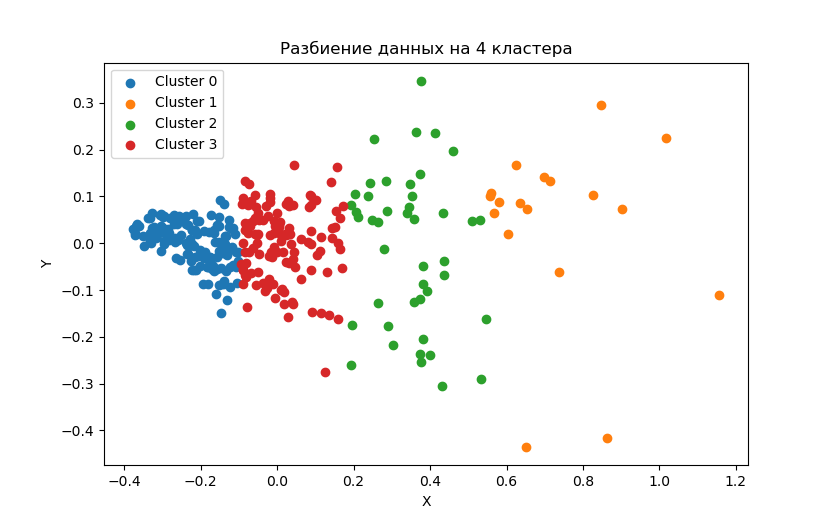 Разбиение данных на 4 кластера
Cluster 0
Cluster 1
Cluster 2
Cluster 3
0.3
0.2
0.1
0.0
−0.1
−0.2
−0.3
−0.4
Y
−0.4 −0.2 0.0 0.2 0.4 0.6 0.8 1.0 1.2
X